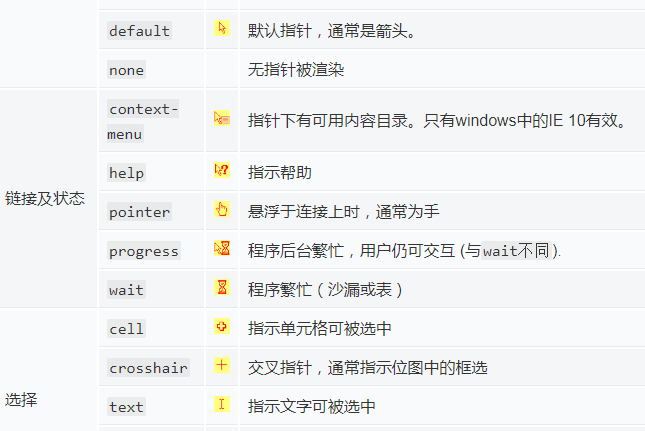 default 默认指针，通常是箭头。
none 无指针被渲染
链接及状态
context-
menu 指针下有可用内容目录。只有windows中的IE 10有效。
help 指示帮助
pointer 悬浮于连接上时，通常为手
progress 程序后台繁忙，用户仍可交互 (与wait不同).
wait 程序繁忙（沙漏或表）
选择
cell 指示单元格可被选中
crosshair 交叉指针，通常指示位图中的框选
text 指示文字可被选中